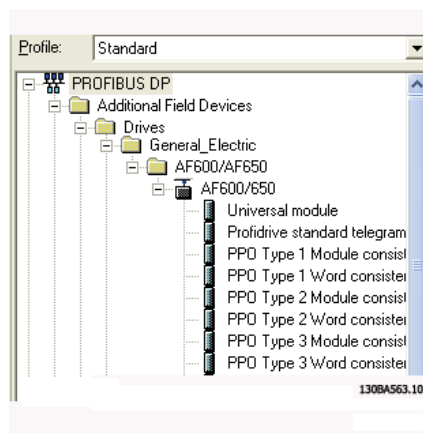 Profile: Standard
PROFIBUS DP
Additional Field Devices
Drives
General_Electric
AF600/AF650
AF600/650
Universal module
Profidrive standard telegram
PPO Type 1 Module consist
PPO Type 1 Word consister
PPO Type 2 Module consist
PPO Type 2 Word consister
PPO Type 3 Module consist
PPO Type 3 Word consister
130BA563.10